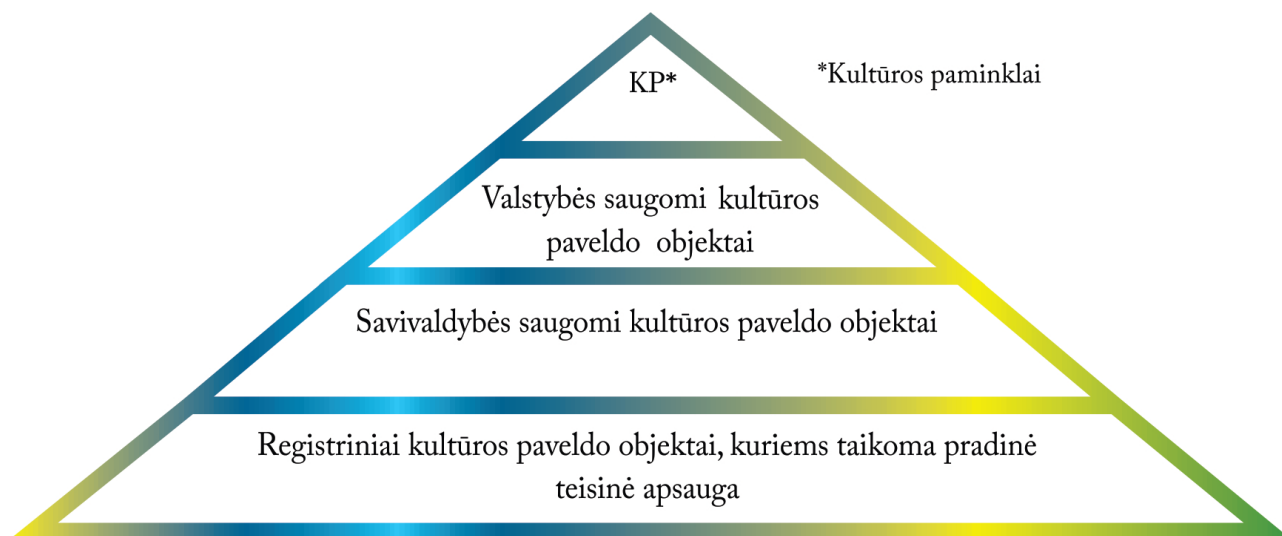 KP*
*Kultūros paminklai
Valstybės saugomi kultūros
paveldo objektai
Savivaldybės saugomi kultūros paveldo objektai
Registriniai kultūros paveldo objektai, kuriems taikoma pradinė
teisinė apsauga